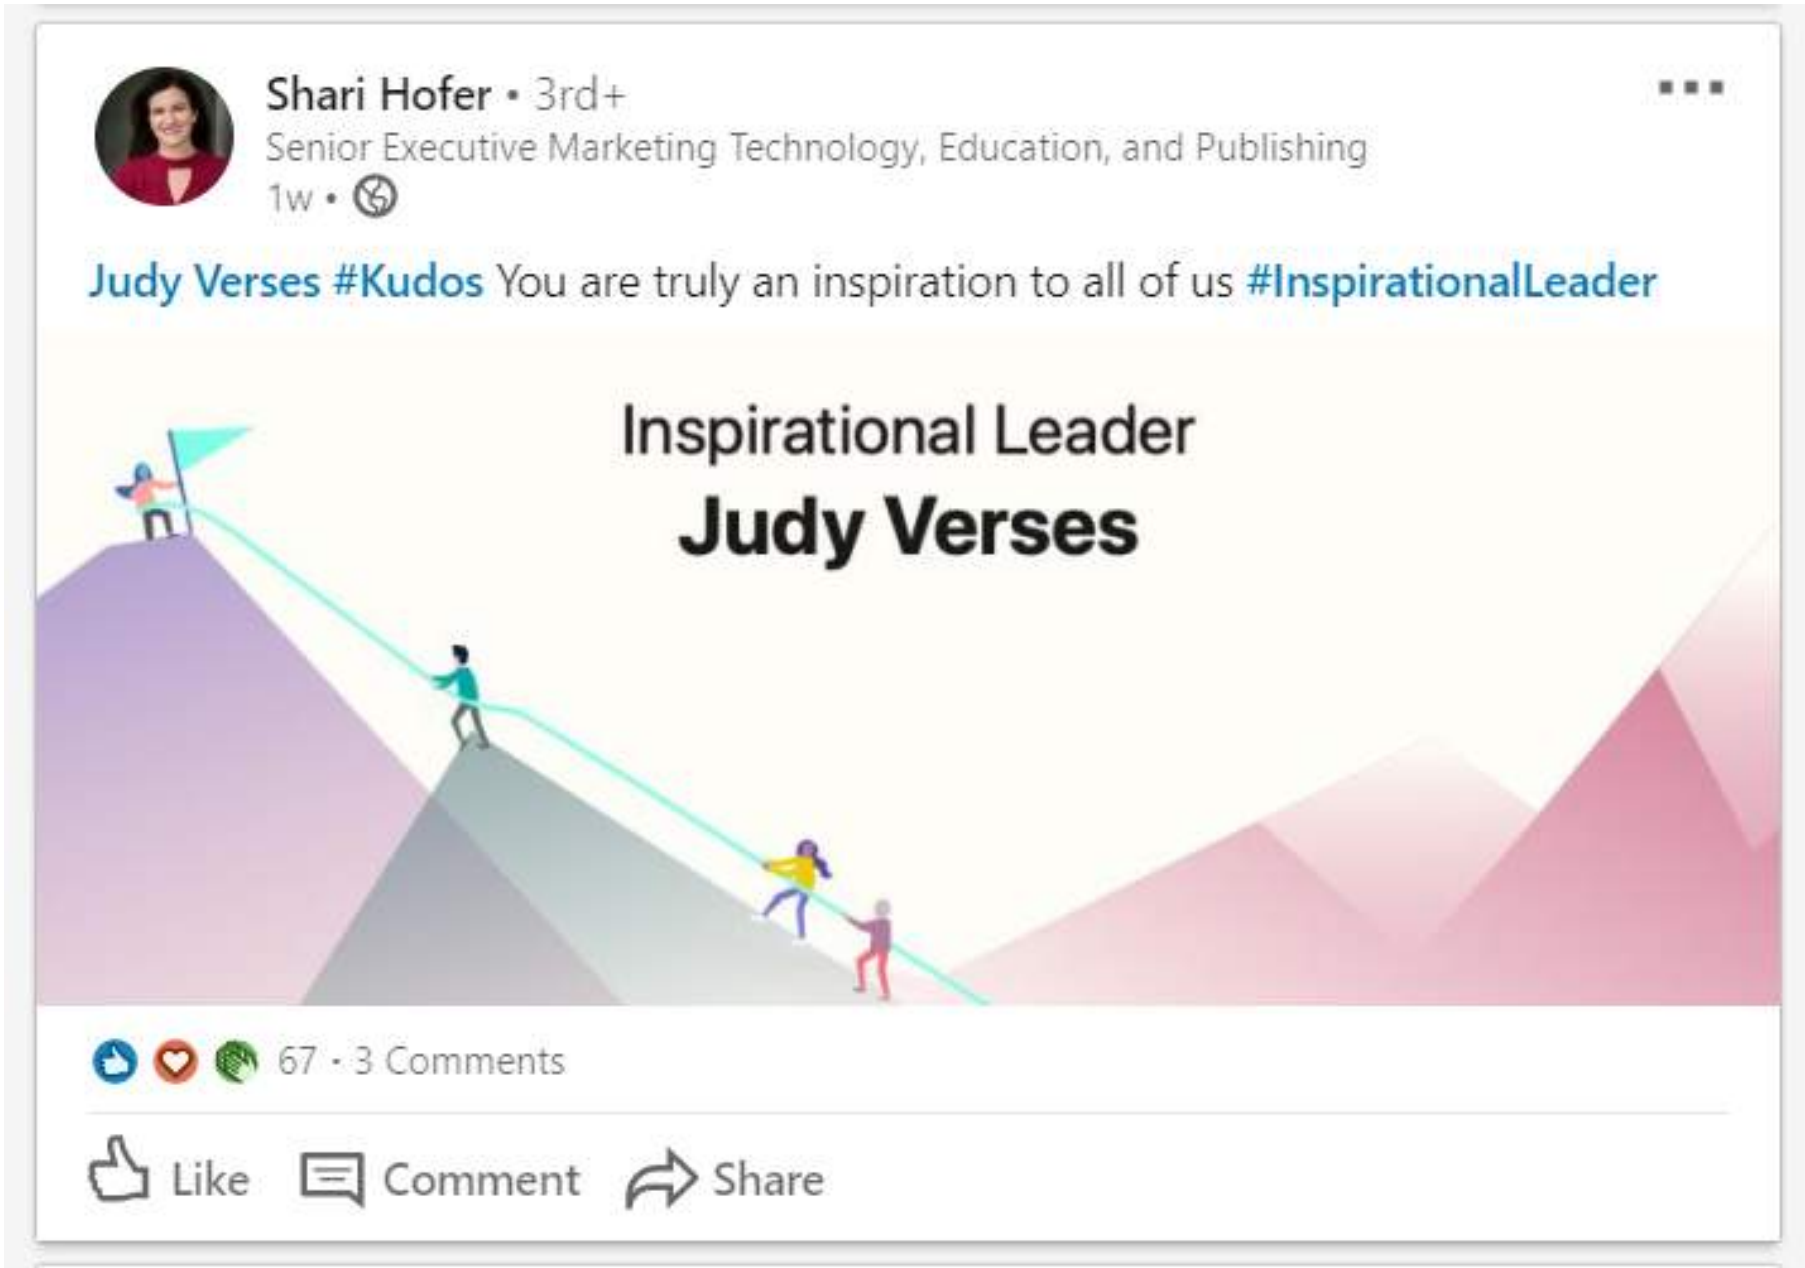 Shari Hofer • 3rd+
Senior Executive Marketing Technology, Education, and Publishing
1w •
Judy Verses #Kudos You are truly an inspiration to all of us #InspirationalLeader
Inspirational Leader
Judy Verses
67 · 3 Comments
Like Comment Share